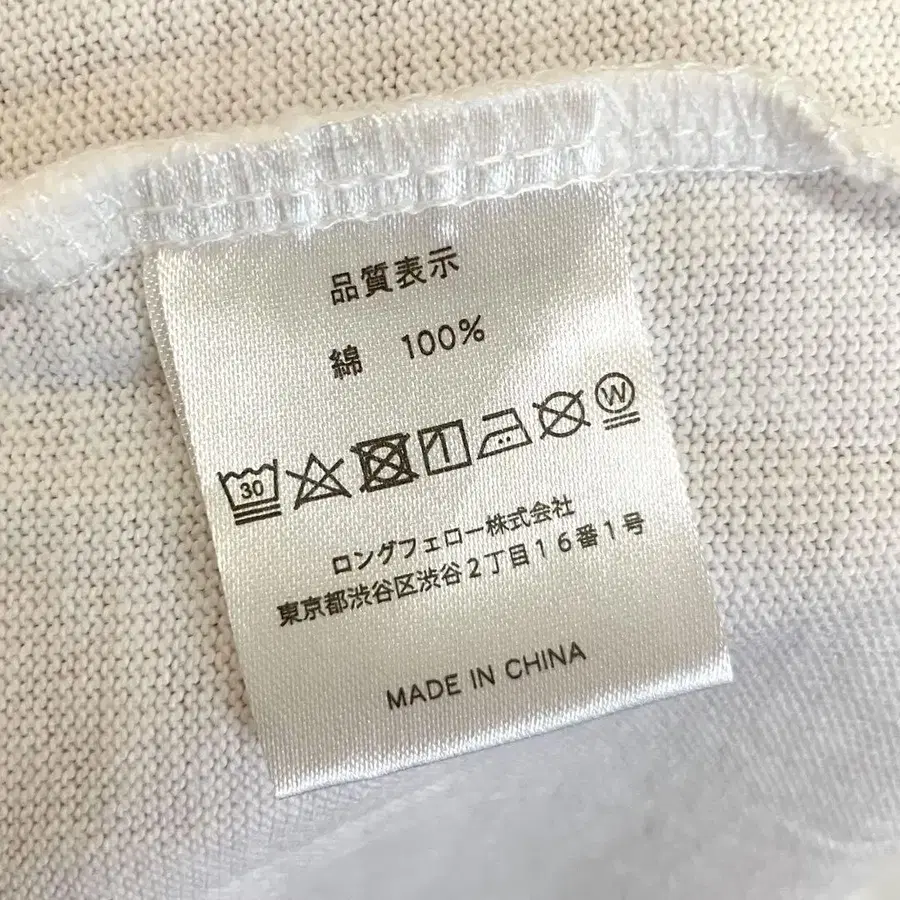 品質表示
綿 100%
30 W
ロングフェロー株式会社
東京都渋谷区渋谷2丁目16番1号
MADE IN CHINA